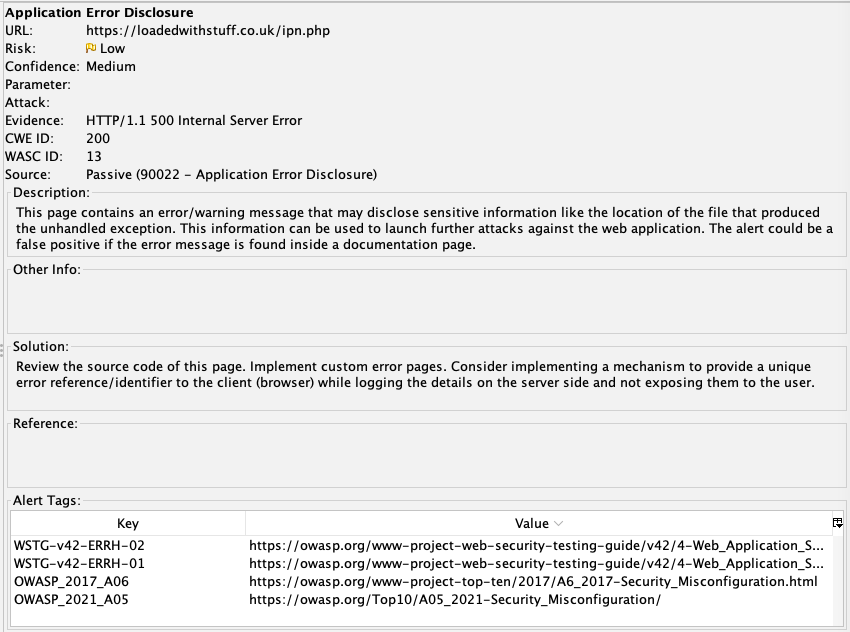 Application Error Disclosure
URL: https://loadedwithstuff.co.uk/ipn.php
Risk: Low
Confidence: Medium
Parameter:
Attack:
Evidence: HTTP/1.1 500 Internal Server Error
CWE ID: 200
WASC ID: 13
Source: Passive (90022 - Application Error Disclosure)
Description:
This page contains an error/warning message that may disclose sensitive information like the location of the file that produced
the unhandled exception. This information can be used to launch further attacks against the web application. The alert could be a
false positive if the error message is found inside a documentation page.
Other Info:
Solution:
Review the source code of this page. Implement custom error pages. Consider implementing a mechanism to provide a unique
error reference/identifier to the client (browser) while logging the details on the server side and not exposing them to the user.
Reference:
Alert Tags:
Key Value
WSTG-v42-ERRH-02 https://owasp.org/www-project-web-security-testing-guide/v42/4-Web_Application_S...
WSTG-v42-ERRH-01 https://owasp.org/www-project-web-security-testing-guide/v42/4-Web_Application_S...
OWASP_2017_A06 https://owasp.org/www-project-top-ten/2017/A6_2017-Security_Misconfiguration.html
OWASP_2021_A05 https://owasp.org/Top10/A05_2021-Security_Misconfiguration/